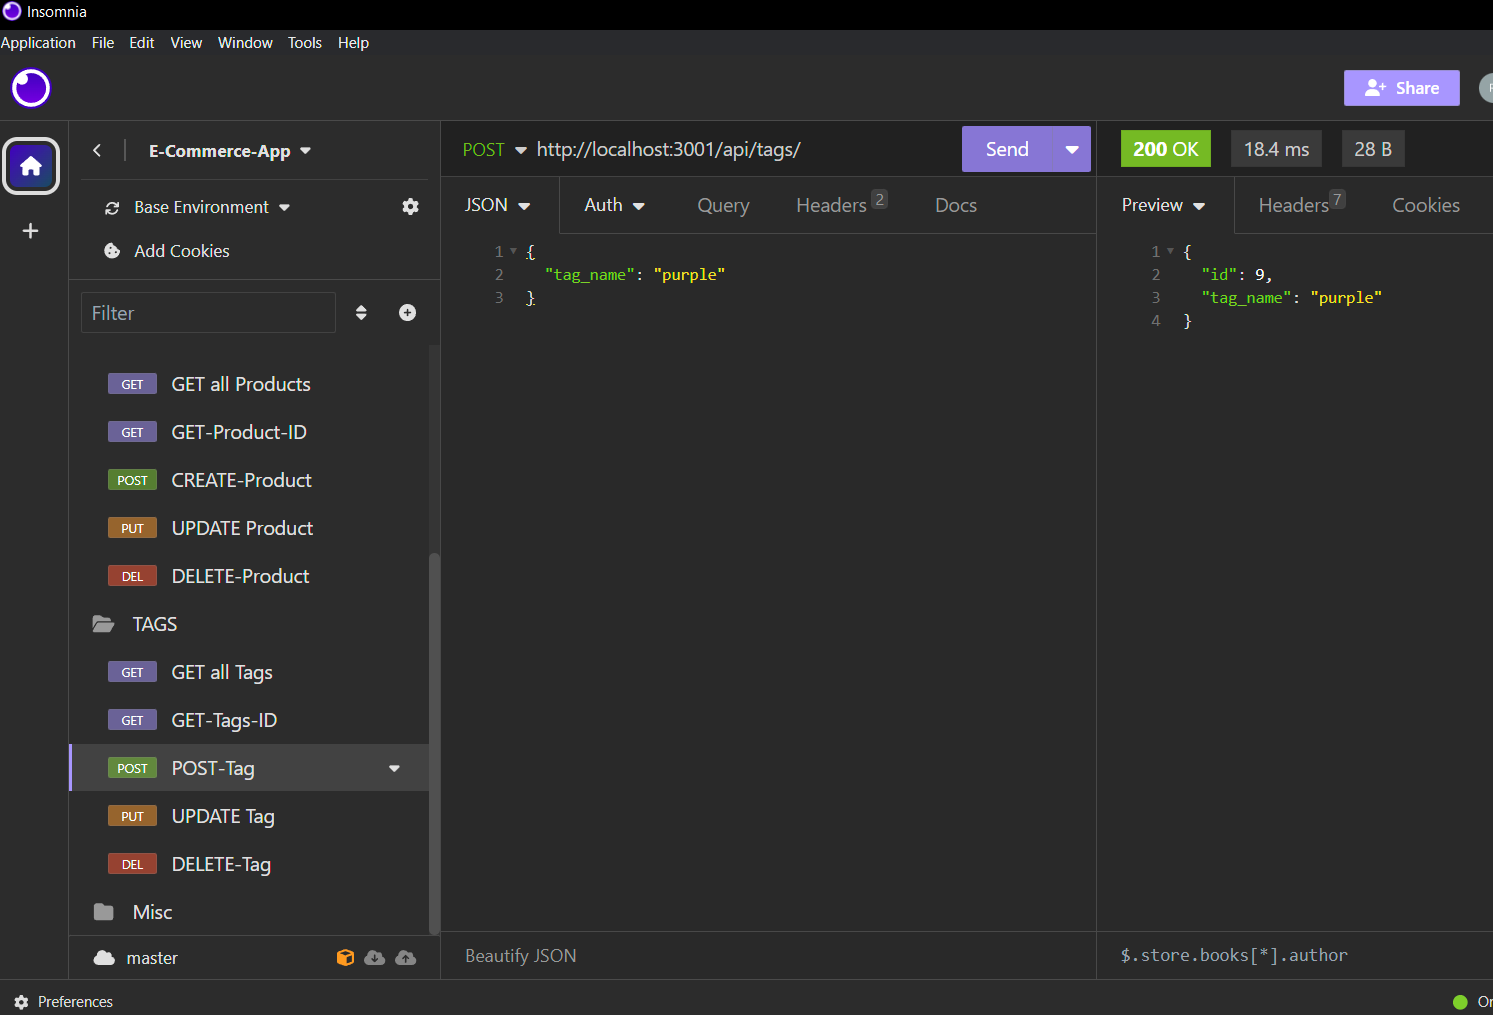 Insomnia
Application File Edit View Window Tools Help
Share
E-Commerce-App
Base Environment
Add Cookies
Filter
GET GET all Products
GET GET-Product-ID
POST CREATE-Product
PUT UPDATE Product
DEL DELETE-Product
TAGS
GET GET all Tags
GET GET-Tags-ID
POST POST-Tag
PUT UPDATE Tag
DEL DELETE-Tag
Misc
master
POST http://localhost:3001/api/tags/ Send
JSON Auth Query Headers 2 Docs
1 {
2 "tag_name": "purple"
3 }
Beautify JSON
200 OK 18.4 ms 28 B
Preview Headers 7 Cookies
1 {
2 "id": 9,
3 "tag_name": "purple"
4 }
$.store.books[*].author
Preferences